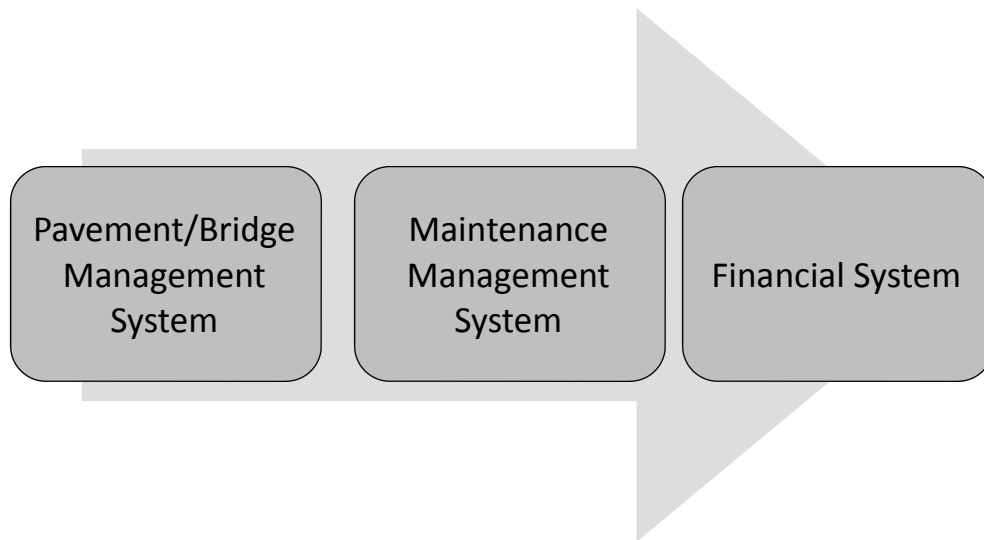 Pavement/Bridge
Management
System
Maintenance
Management
System
Financial System